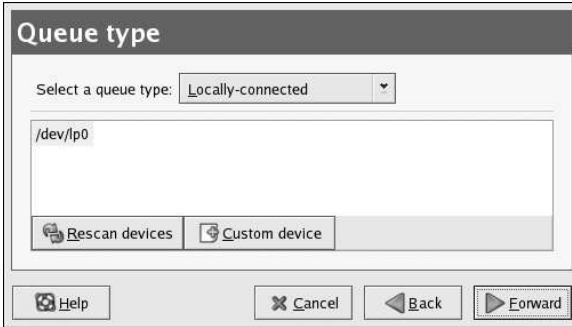 Queue type
Select a queue type: Locally-connected
/dev/lp0
Rescan devices Custom device
Help Cancel Back Forward